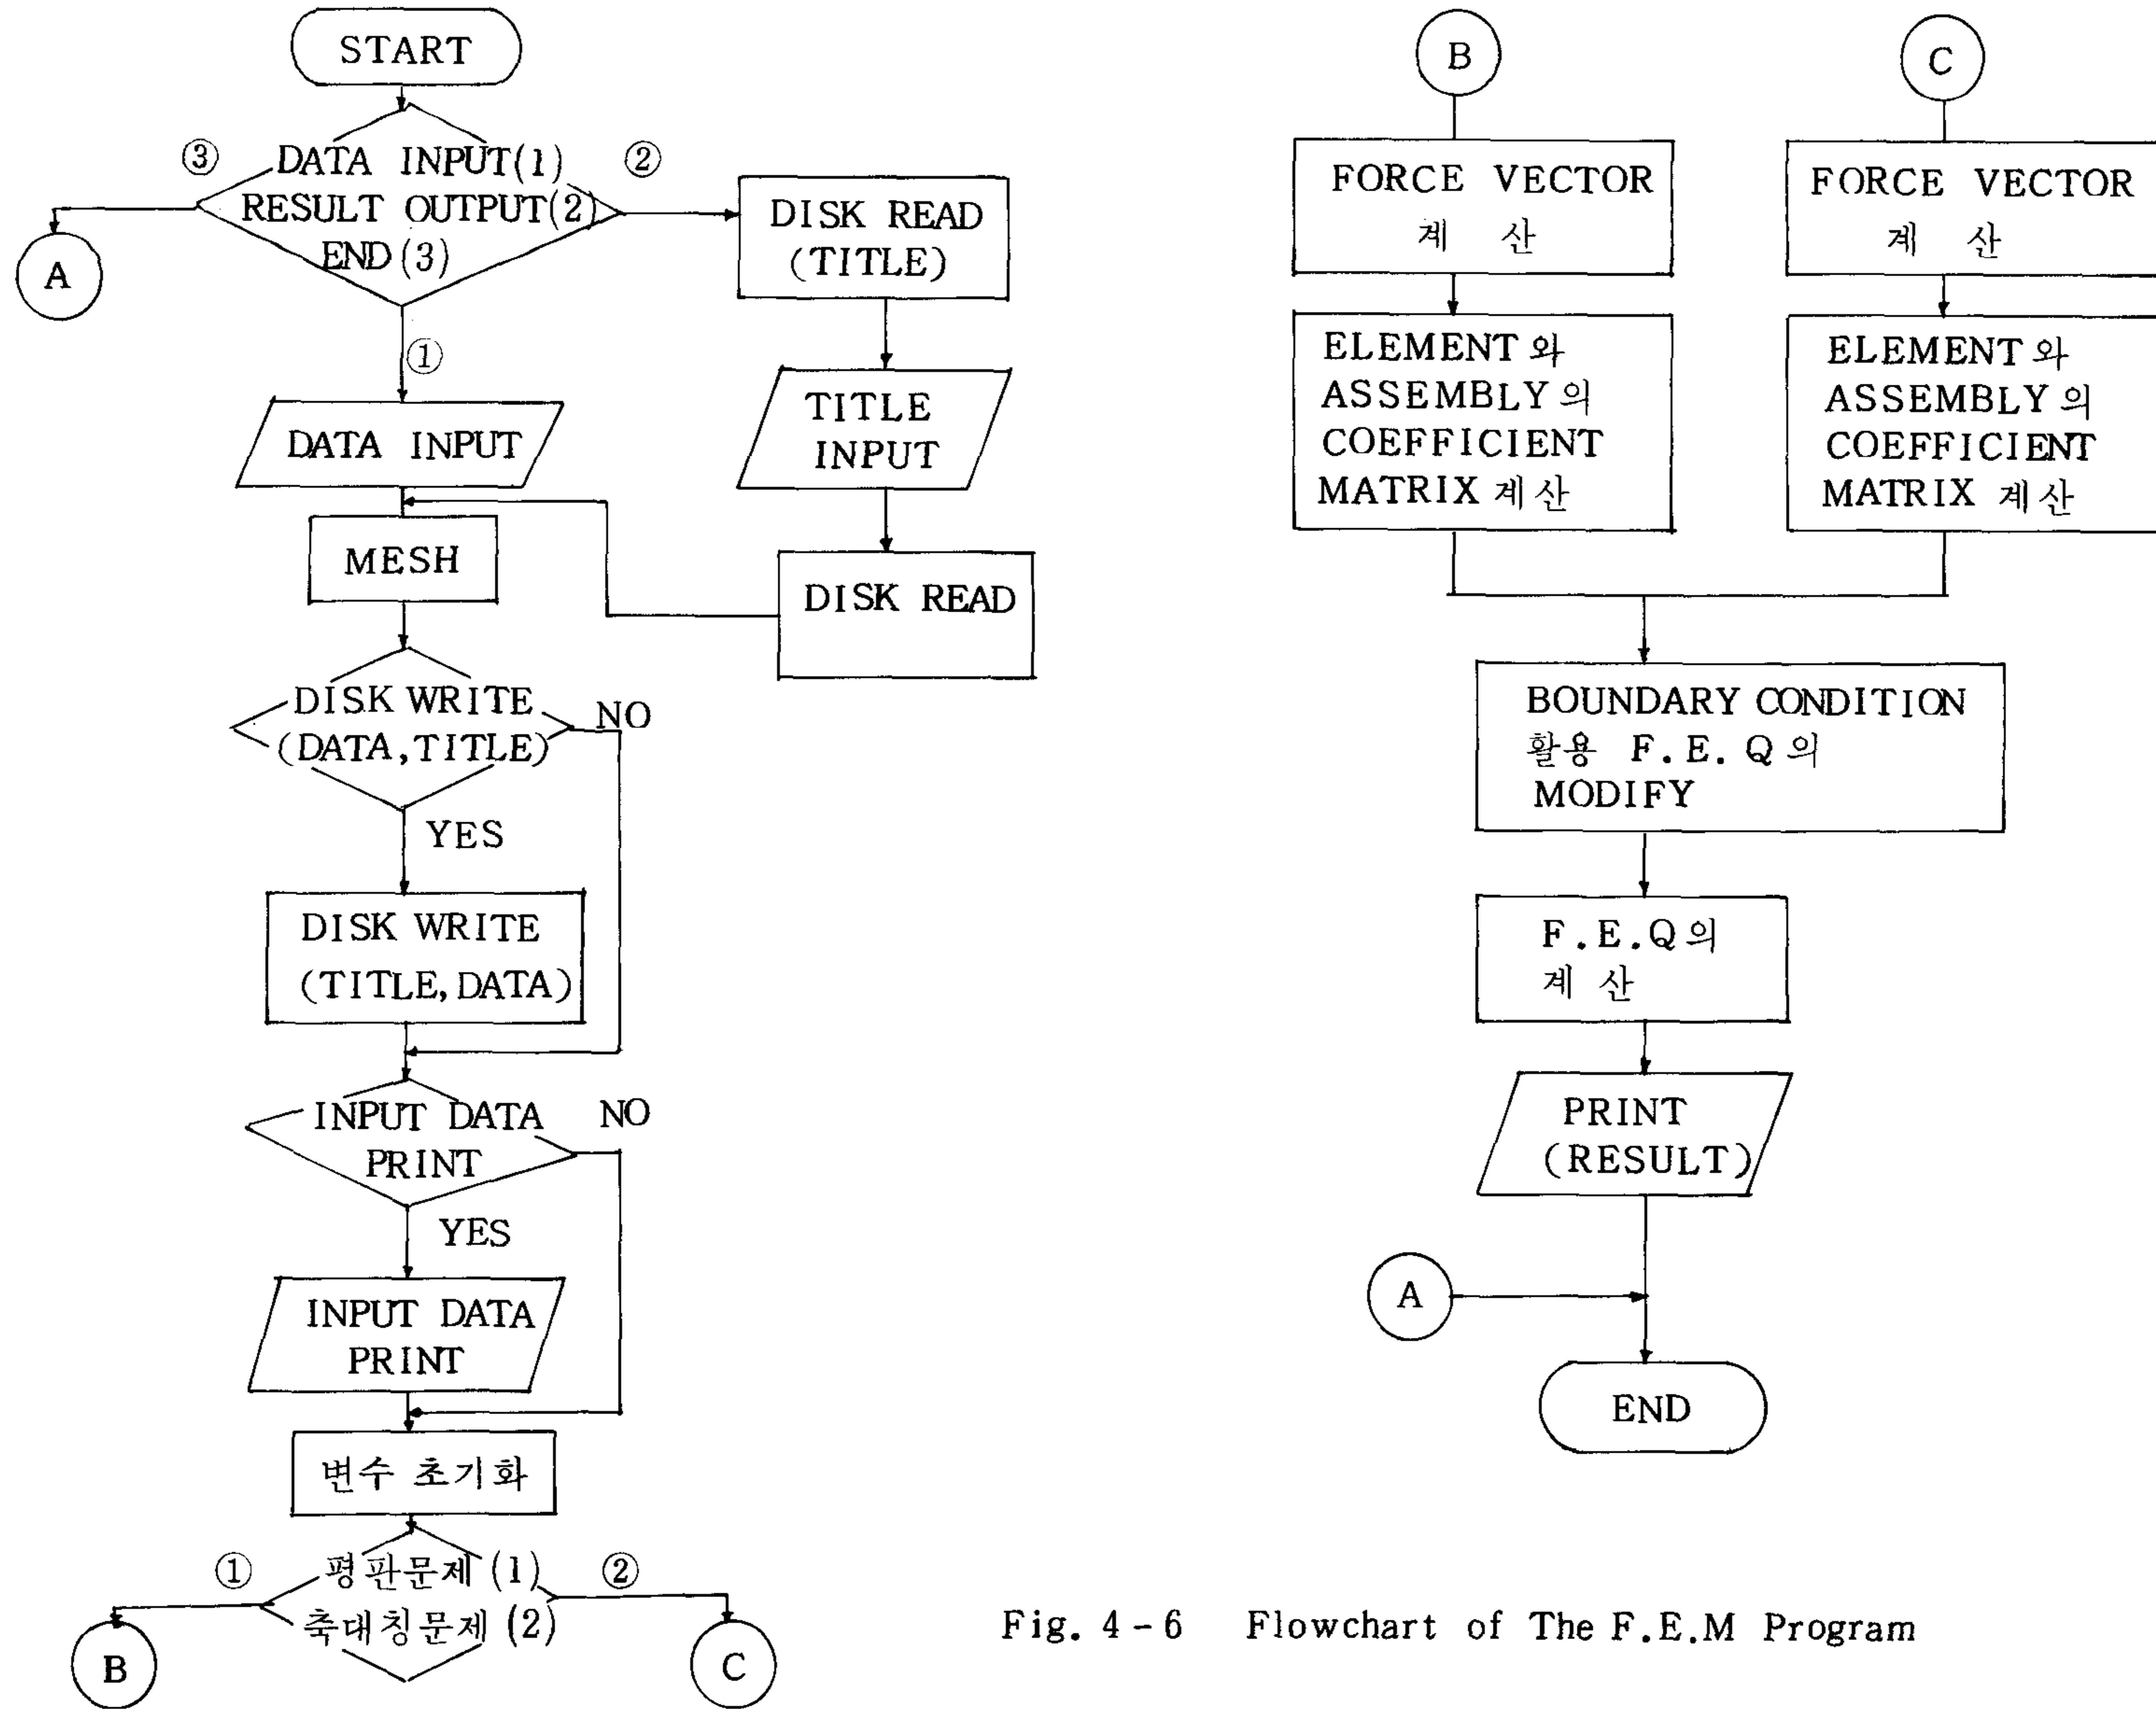 START
③
DATA INPUT(1)
RESULT OUTPUT(2)
END(3)
②
A
①
DISK READ
(TITLE)
TITLE
INPUT
DISK READ
DATA INPUT
MESH
DISK WRITE
(DATA,TITLE)
NO
YES
DISK WRITE
(TITLE,DATA)
INPUT DATA
PRINT
NO
YES
INPUT DATA
PRINT
변수 초기화
①
평판문제 (1)
축대칭문제 (2)
②
B
C
B
FORCE VECTOR
계 산
ELEMENT와
ASSEMBLY의
COEFFICIENT
MATRIX 계산
C
FORCE VECTOR
계 산
ELEMENT와
ASSEMBLY의
COEFFICIENT
MATRIX 계산
BOUNDARY CONDITION
활용 F.E.Q의
MODIFY
F.E.Q의
계 산
PRINT
(RESULT)
A
END
Fig. 4-6 Flowchart of The F.E.M Program